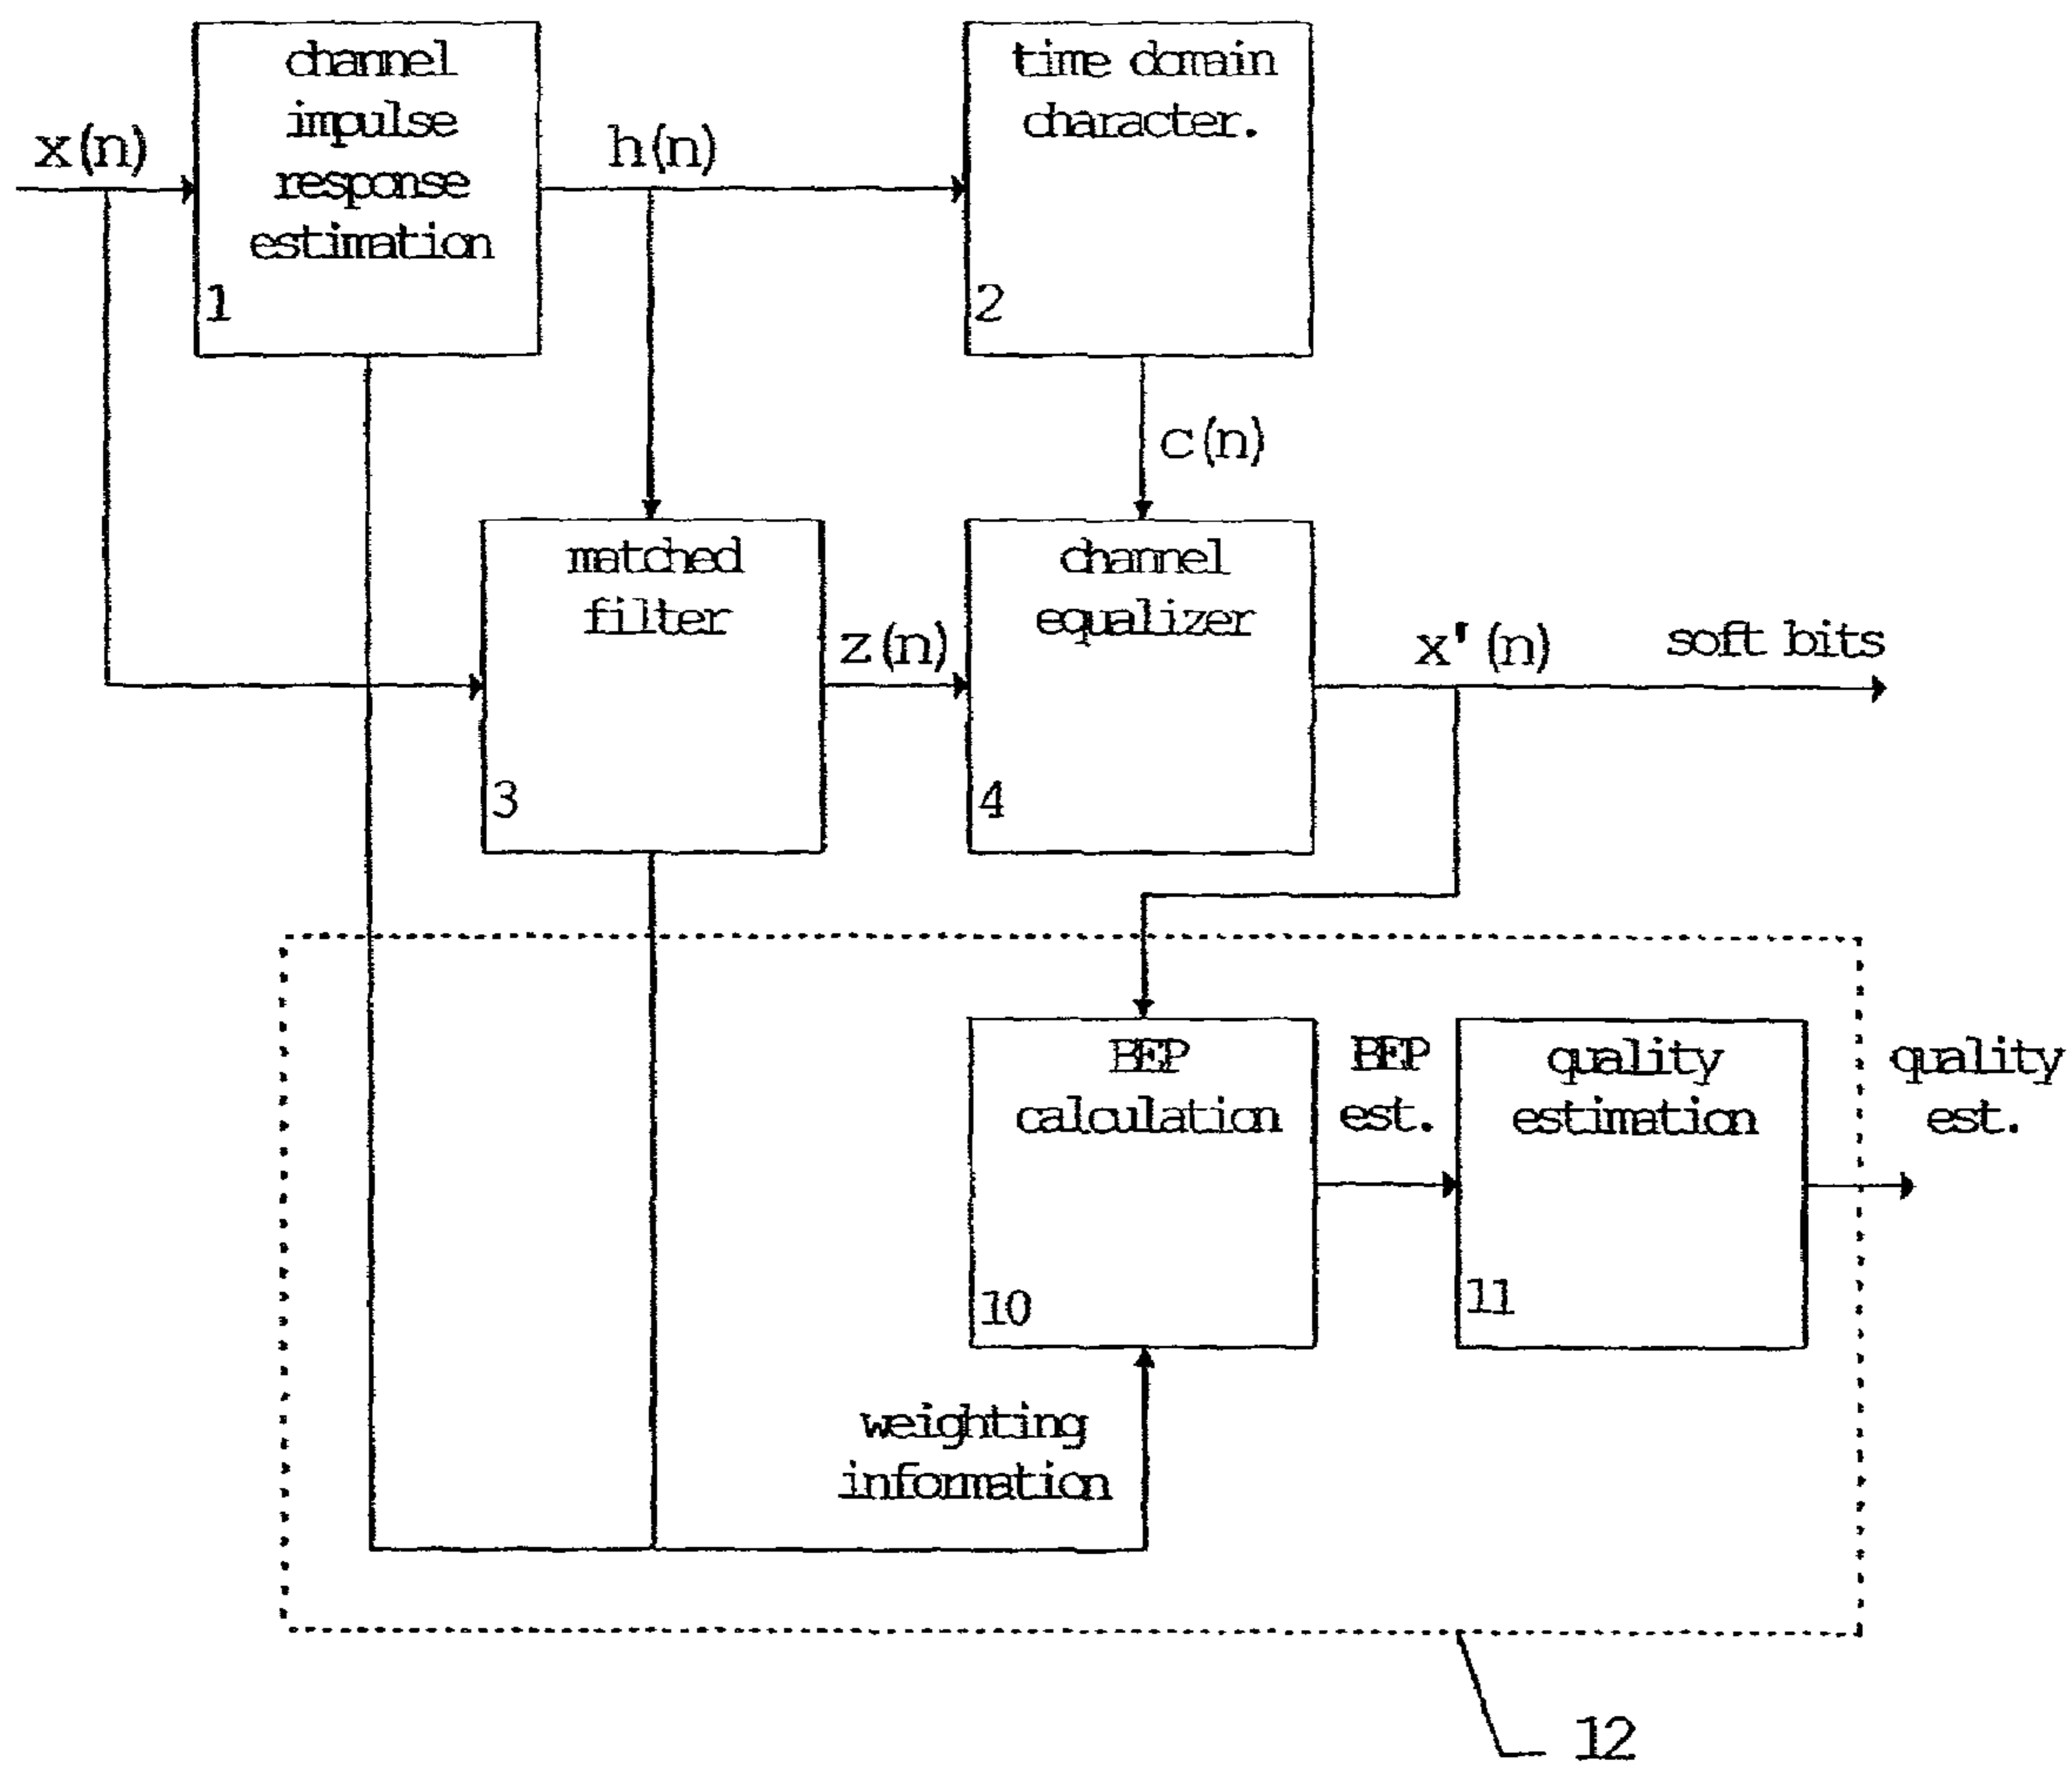 x(n)
channel
impulse
response
estimation
1
h(n)
time domain
character.
2
c(n)
matched
filter
3
z(n)
channel
equalizer
4
x'(n)
soft bits
BEP
calculation
10
BEP
est.
quality
estimation
11
quality
est.
weighting
information
12